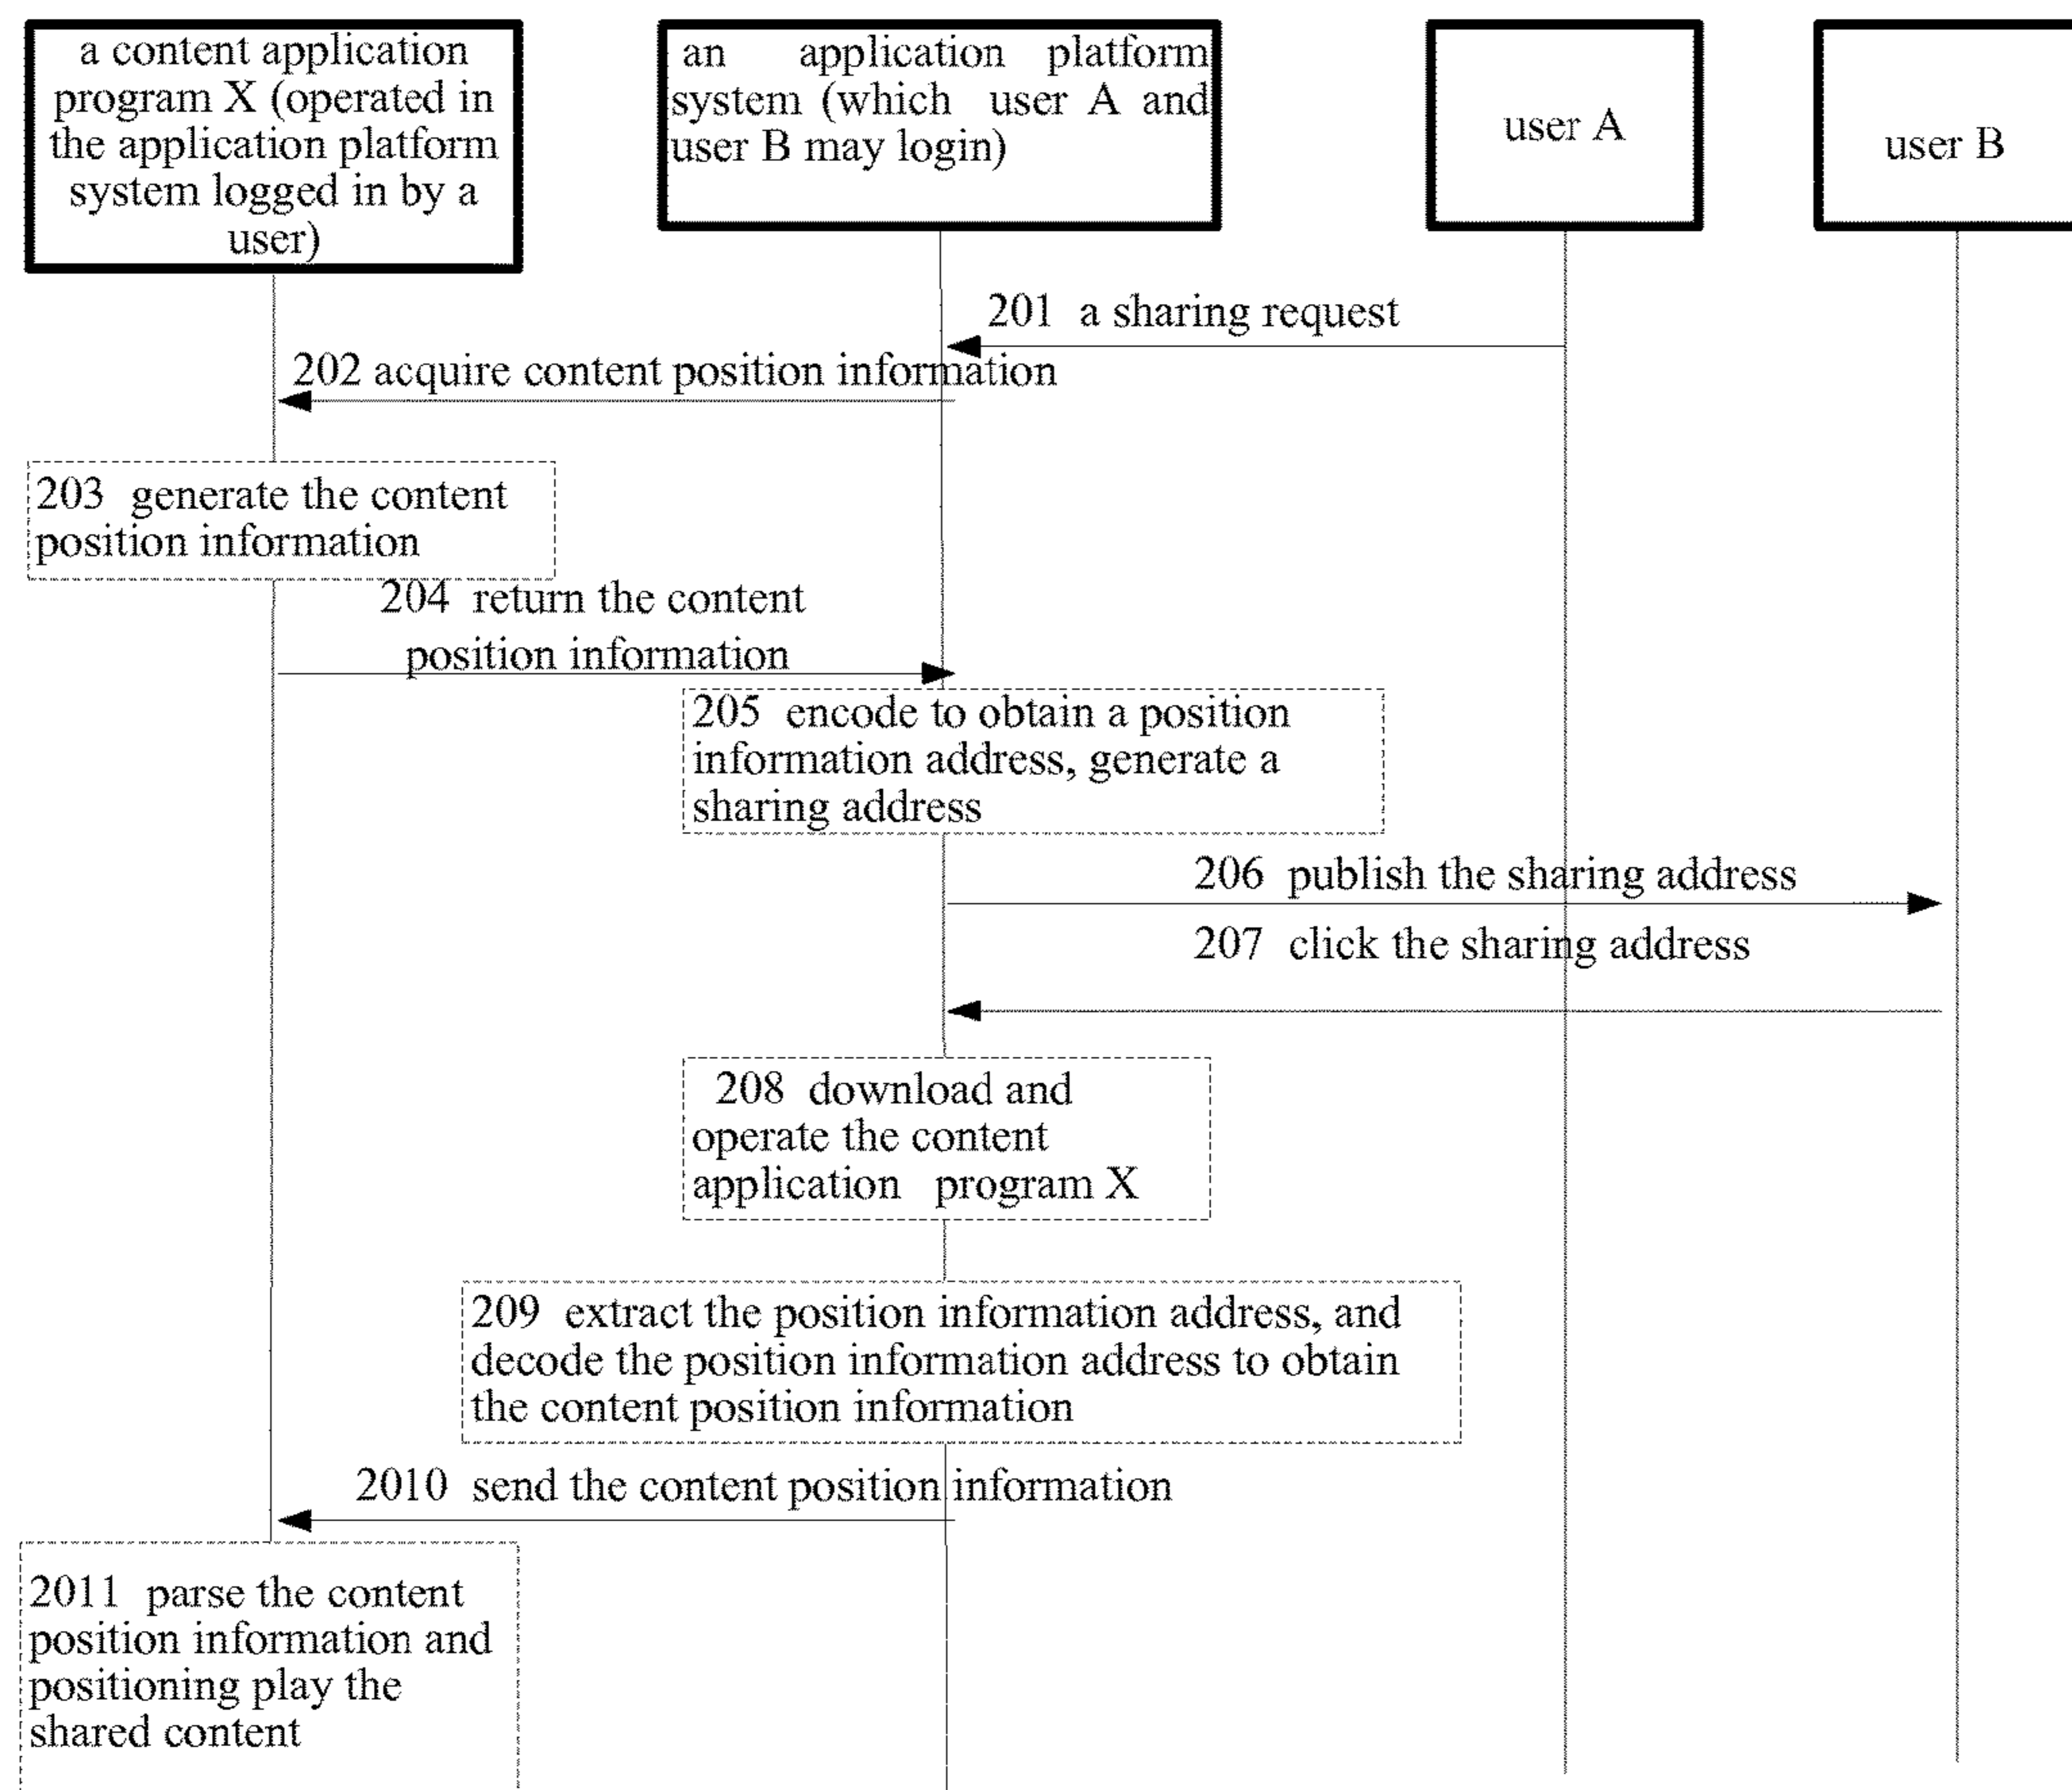 a content application
program X (operated in
the application platform
system logged in by a
user)
an application platform
system (which user A and
user B may login)
user A
user B
201 a sharing request
202 acquire content position information
203 generate the content
position information
204 return the content
position information
205 encode to obtain a position
information address, generate a
sharing address
206 publish the sharing address
207 click the sharing address
208 download and
operate the content
application program X
209 extract the position information address, and
decode the position information address to obtain
the content position information
2010 send the content position information
2011 parse the content
position information and
positioning play the
shared content